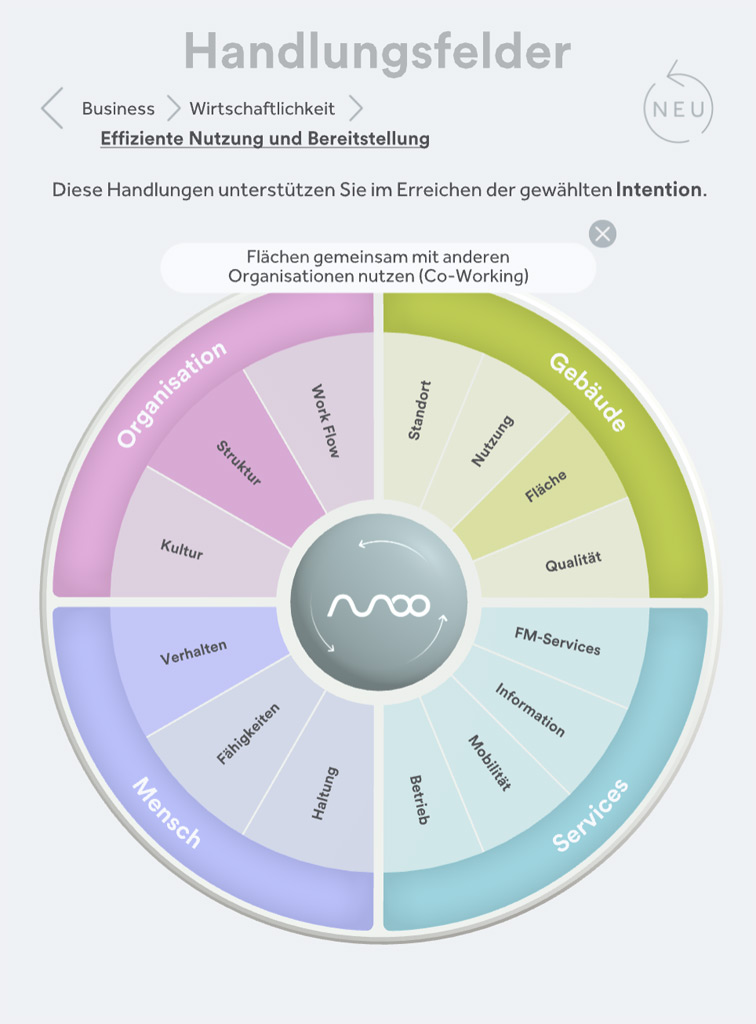 Handlungsfelder
Business Wirtschaftlichkeit
Effiziente Nutzung und Bereitstellung
NEU
Diese Handlungen unterstützen Sie im Erreichen der gewählten Intention.
Flächen gemeinsam mit anderen
Organisationen nutzen (Co-Working)
Organisation
Work Flow
Struktur
Kultur
Gebäude
Standort
Nutzung
Fläche
Qualität
Mensch
Verhalten
Fähigkeiten
Haltung
Services
FM-Services
Information
Mobilität
Betrieb